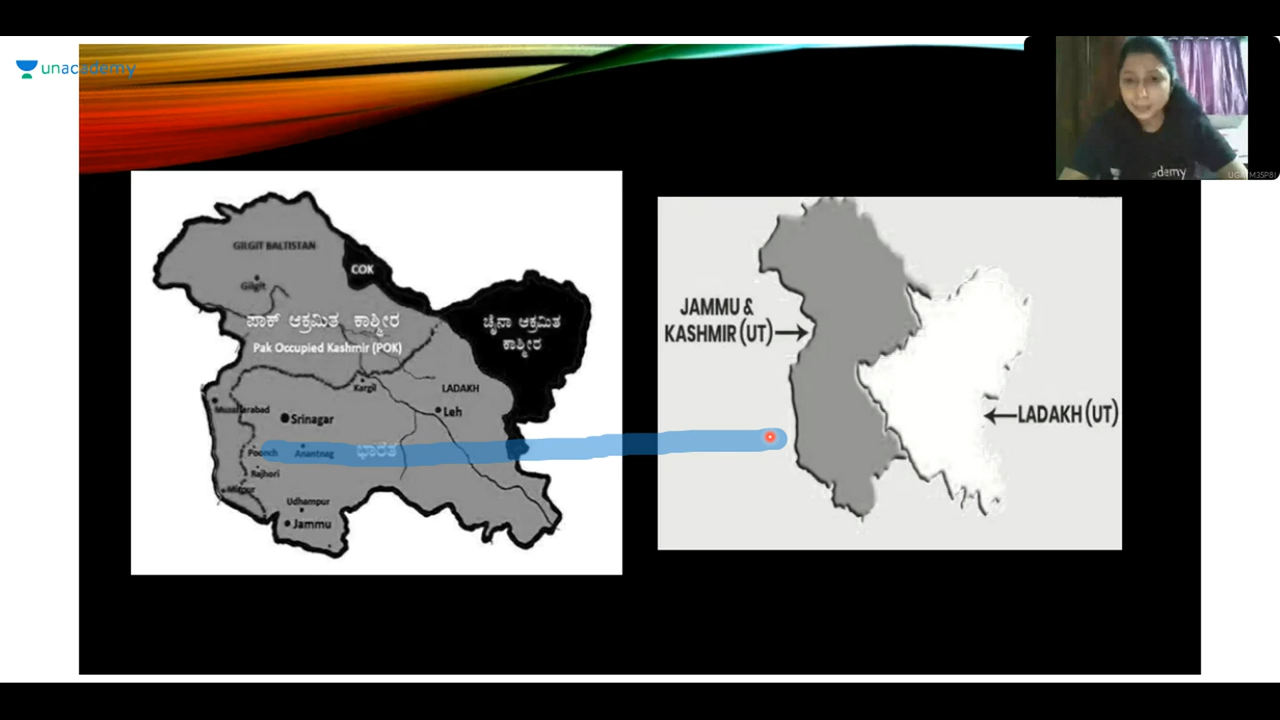 unacademy
GILGIT BALTISTAN
COK
Gilgit
ಪಾಕ್ ಆಕ್ರಮಿತ ಕಾಶ್ಮೀರ
Pak Occupied Kashmir (POK)
ಚೈನಾ ಆಕ್ರಮಿತ
ಕಾಶ್ಮೀರ
Kargil
LADAKH
Leh
Muzaffarabad
Srinagar
Poonch
Anantnag
ಭಾರತ
Rajhori
Mirpur
Udhampur
Jammu
JAMMU &
KASHMIR (UT)
LADAKH (UT)